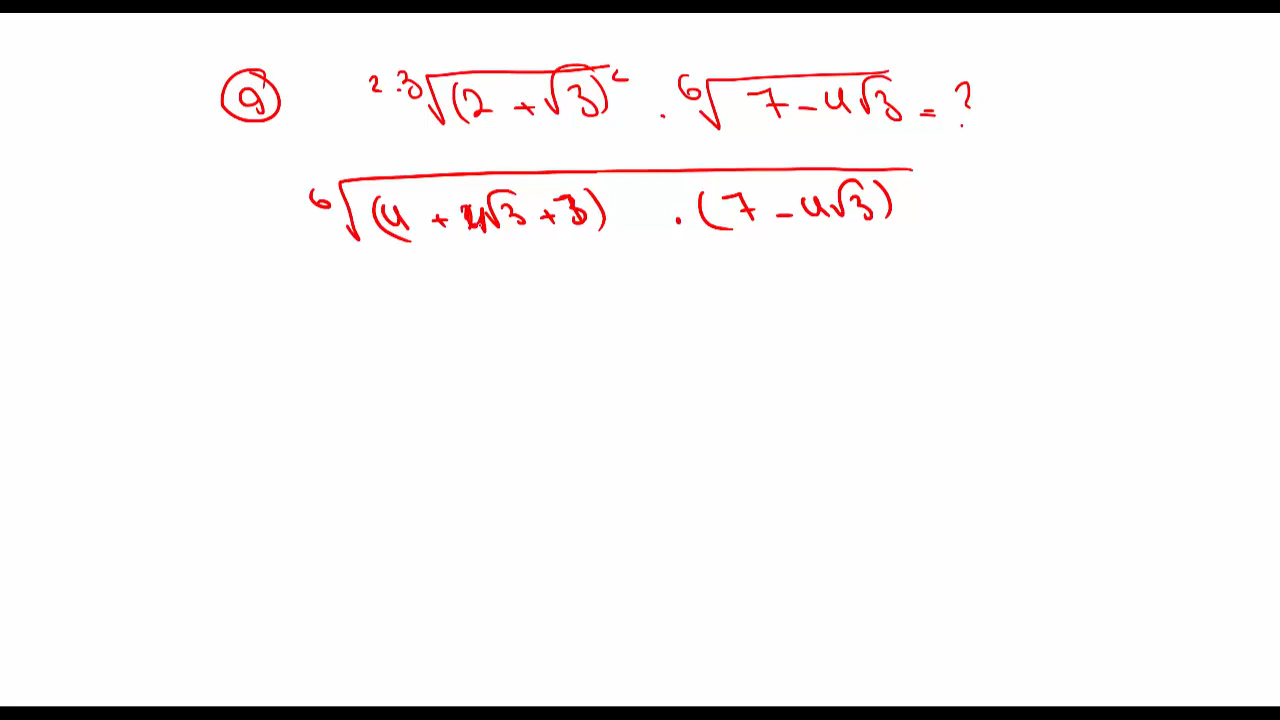 9 ²·³√(2 + √3)² · ⁶√7 - 4√3 = ?
⁶√(4 + 4√3 + 3) · (7 - 4√3)